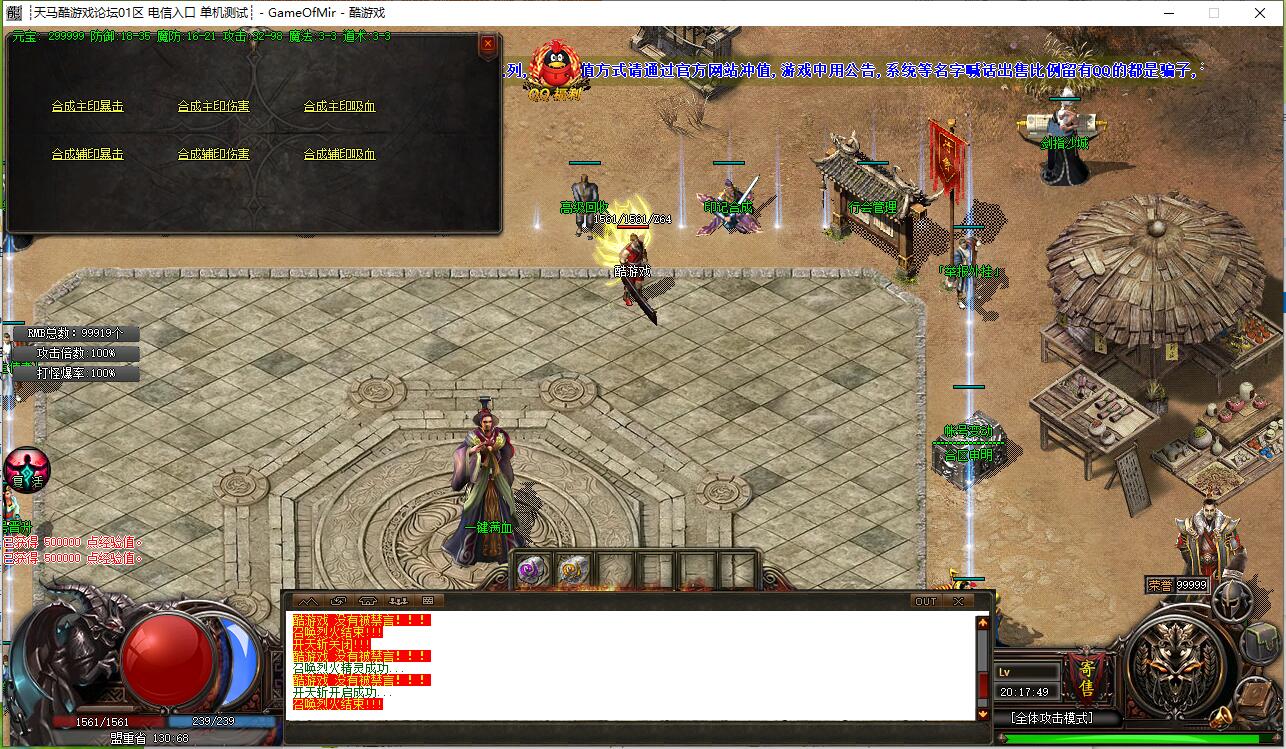 天马酷游戏论坛01区 电信入口 单机测试 - GameOfMir - 酷游戏
元宝: 299999 防御:18-35 魔防:16-21 攻击:32-98 魔法:3-3 道术:3-3
合成主印暴击 合成主印伤害 合成主印吸血
合成辅印暴击 合成辅印伤害 合成辅印吸血
列, 值方式请通过官方网站冲值,游戏中用公告,系统等名字喊话出售比例留有QQ的都是骗子,
QQ福利
剑指沙城
行会
高级回收
1561/1561/Z64
印记合成
行会管理
酷游戏
「举报外挂」
RMB总数: 99919个
攻击倍数:100%
打怪爆率:100%
帐号变动
合区申明
复活
一键满血
已获得 500000 点经验值。
已获得 500000 点经验值。
荣誉 99999
OUT
酷游戏 没有被禁言!!!!
召唤烈火结束!!!
开天斩关闭!!!
酷游戏 没有被禁言!!!!
召唤烈火精灵成功...
酷游戏 没有被禁言!!!!
开天斩开启成功...
召唤烈火结束!!!
Lv
20:17:49
寄售
[全体攻击模式]
1561/1561
239/239
盟重省 130:68